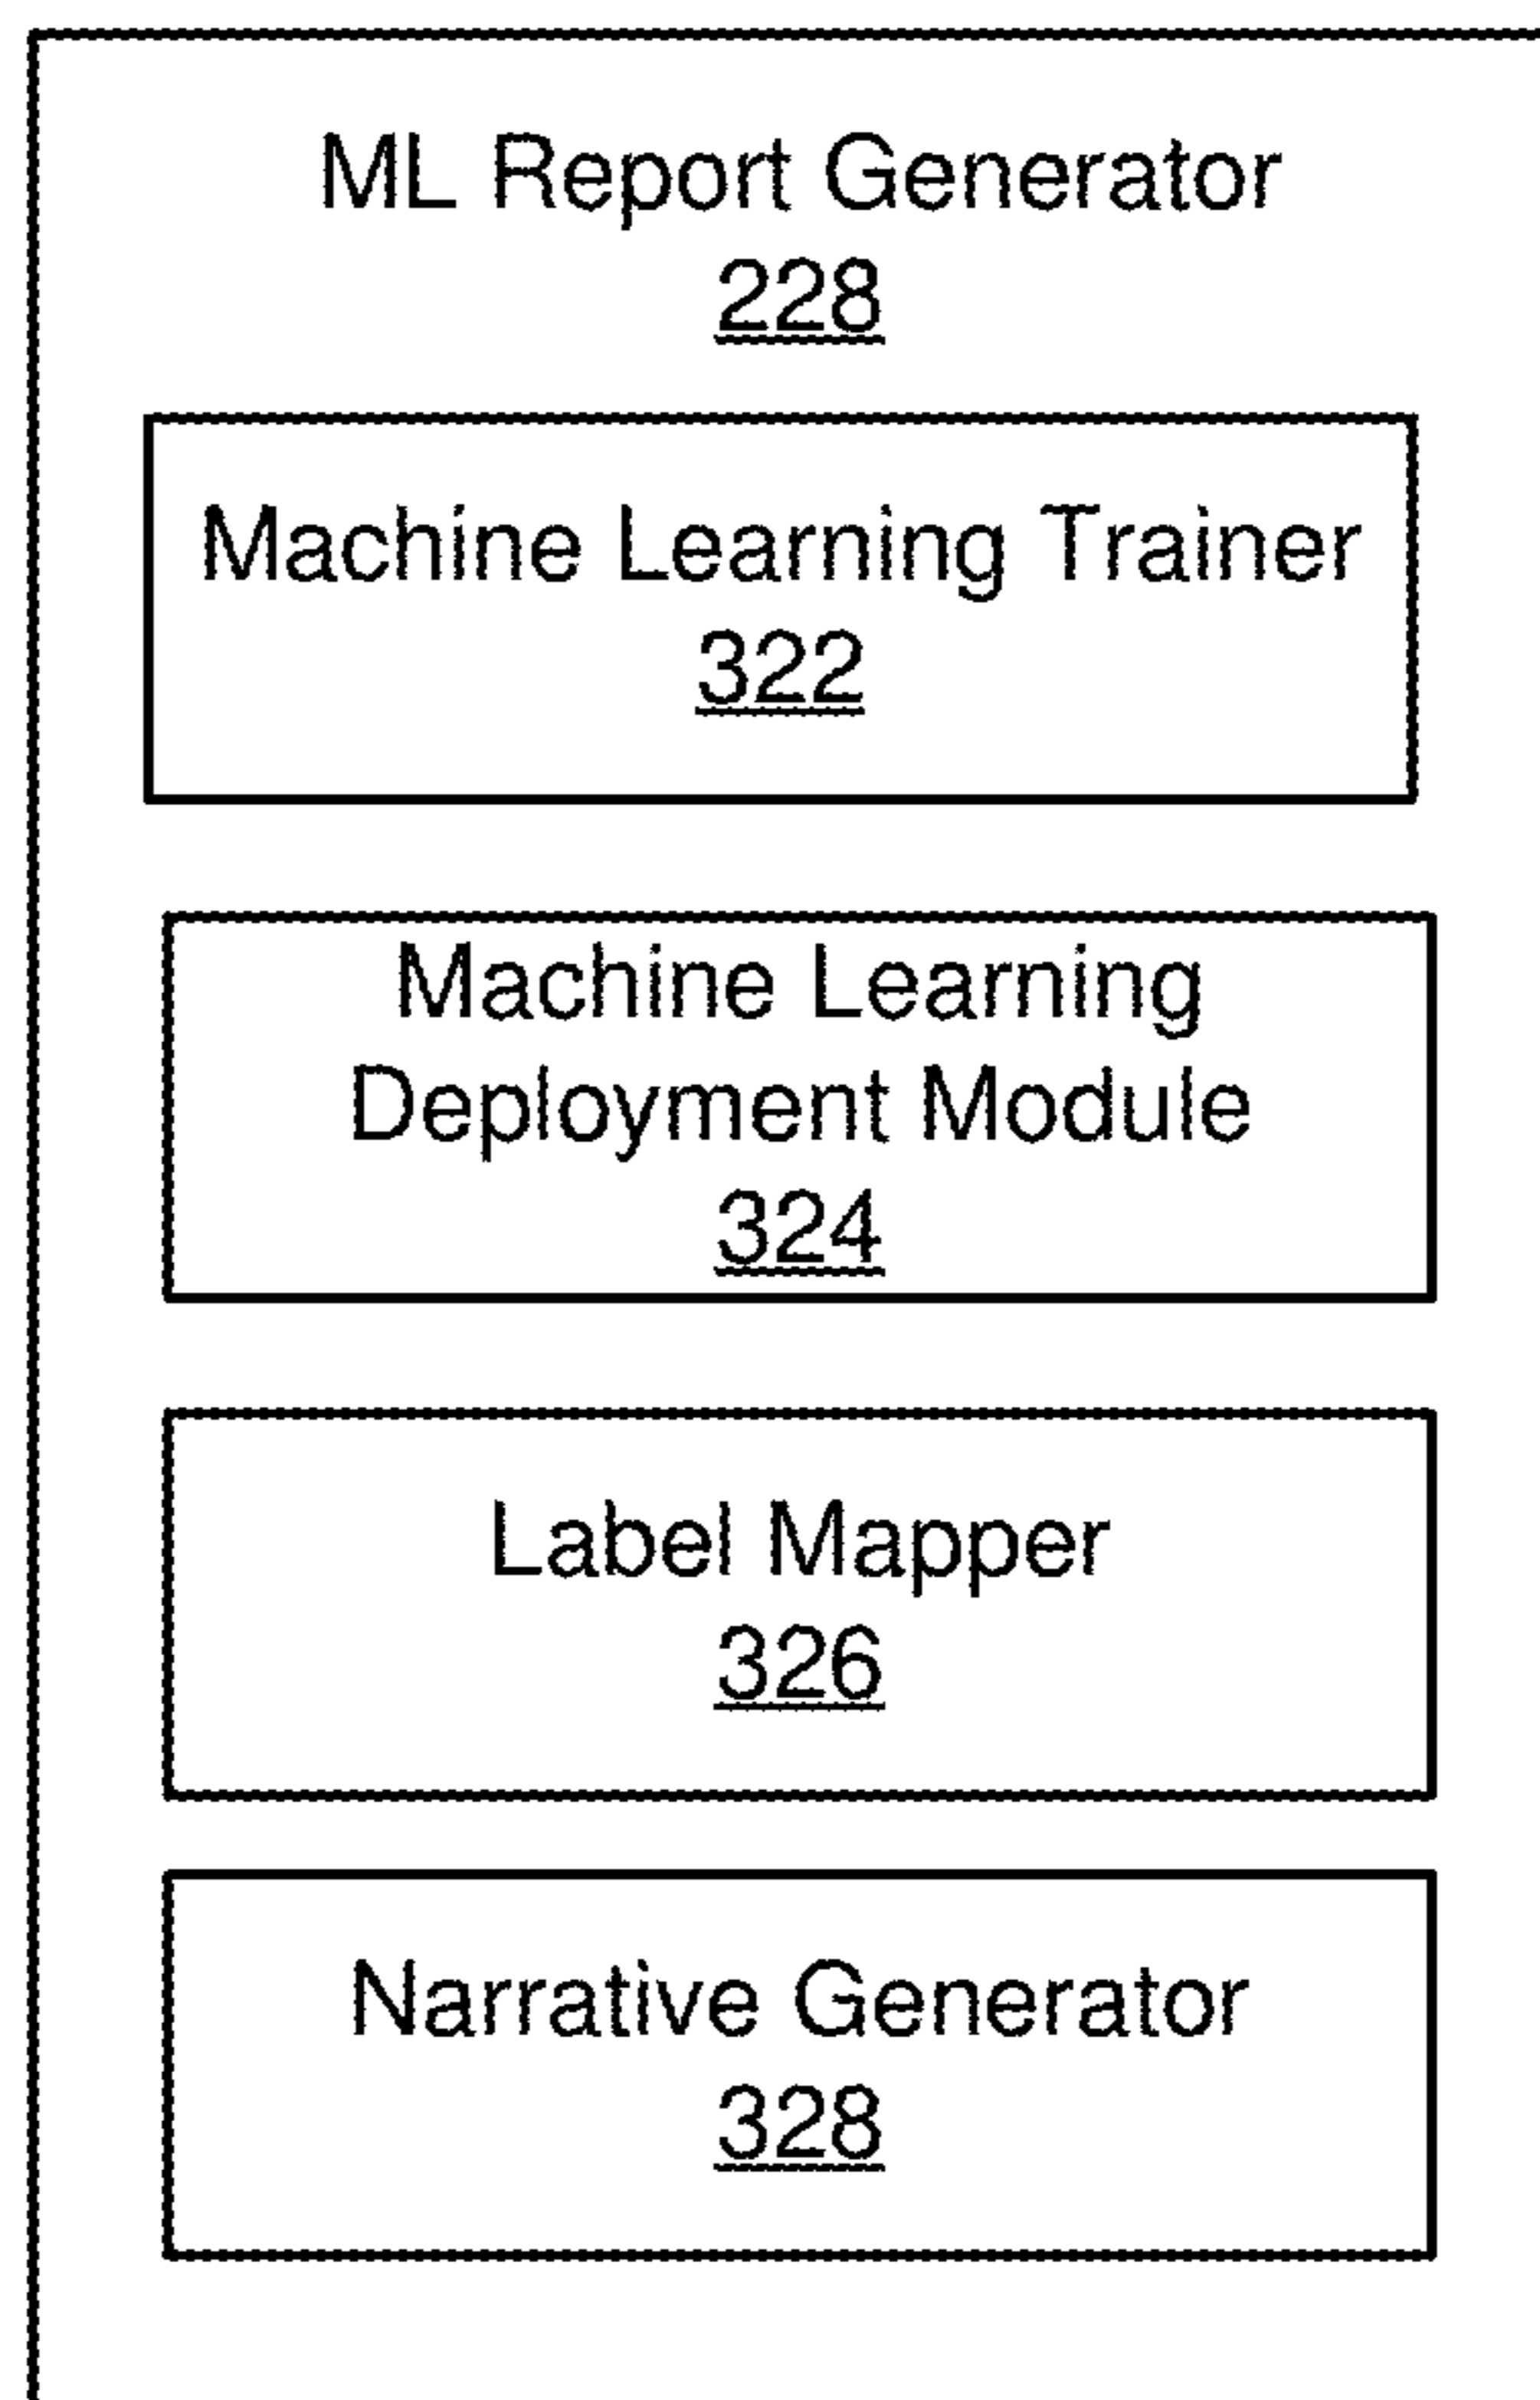 ML Report Generator
228
Machine Learning Trainer
322
Machine Learning
Deployment Module
324
Label Mapper
326
Narrative Generator
328